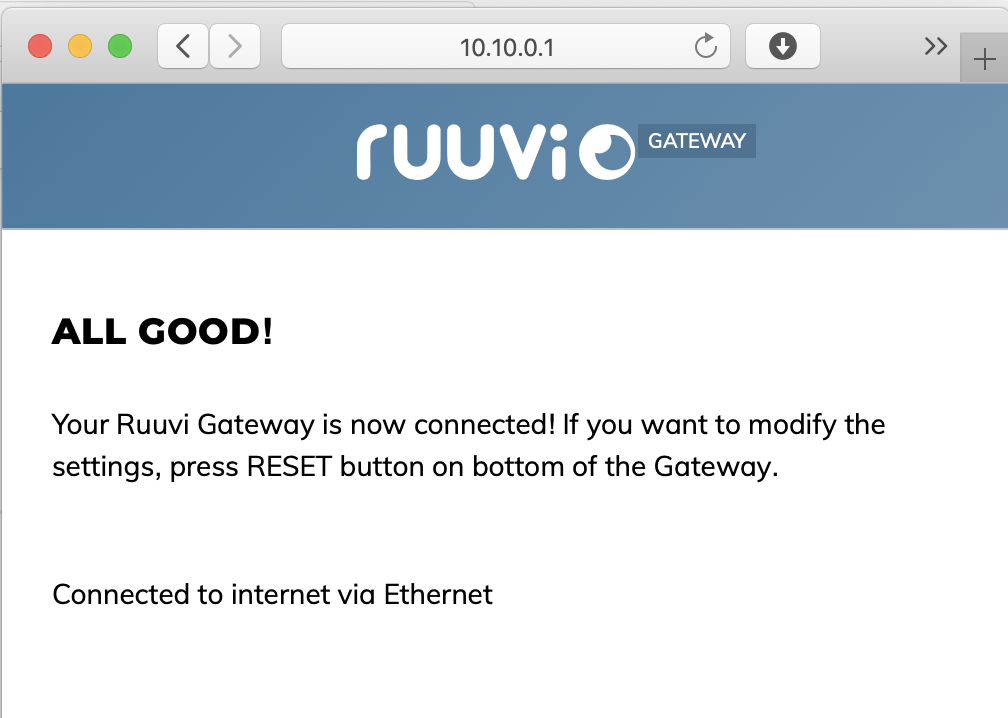 10.10.0.1
ruuvi GATEWAY
ALL GOOD!
Your Ruuvi Gateway is now connected! If you want to modify the
settings, press RESET button on bottom of the Gateway.
Connected to internet via Ethernet